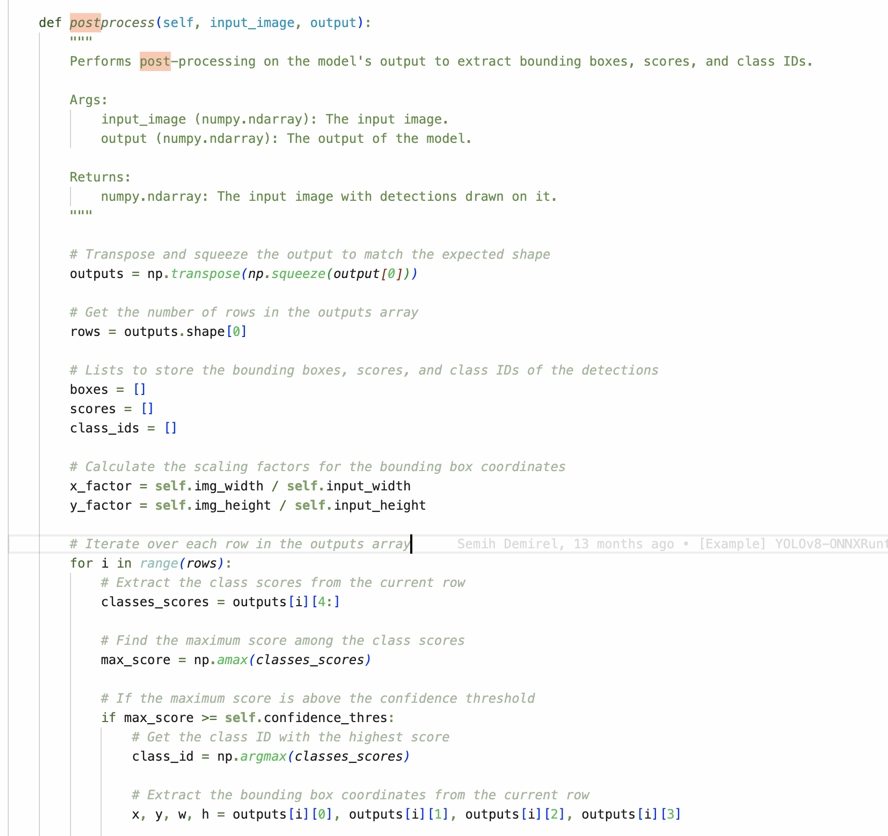 def postprocess(self, input_image, output):
"""
Performs post-processing on the model's output to extract bounding boxes, scores, and class IDs.
Args:
input_image (numpy.ndarray): The input image.
output (numpy.ndarray): The output of the model.
Returns:
numpy.ndarray: The input image with detections drawn on it.
"""
# Transpose and squeeze the output to match the expected shape
outputs = np.transpose(np.squeeze(output[0]))
# Get the number of rows in the outputs array
rows = outputs.shape[0]
# Lists to store the bounding boxes, scores, and class IDs of the detections
boxes = []
scores = []
class_ids = []
# Calculate the scaling factors for the bounding box coordinates
x_factor = self.img_width / self.input_width
y_factor = self.img_height / self.input_height
# Iterate over each row in the outputs array Semih Demirel, 13 months ago • [Example] YOLOv8-ONNXRunt
for i in range(rows):
# Extract the class scores from the current row
classes_scores = outputs[i][4:]
# Find the maximum score among the class scores
max_score = np.amax(classes_scores)
# If the maximum score is above the confidence threshold
if max_score >= self.confidence_thres:
# Get the class ID with the highest score
class_id = np.argmax(classes_scores)
# Extract the bounding box coordinates from the current row
x, y, w, h = outputs[i][0], outputs[i][1], outputs[i][2], outputs[i][3]